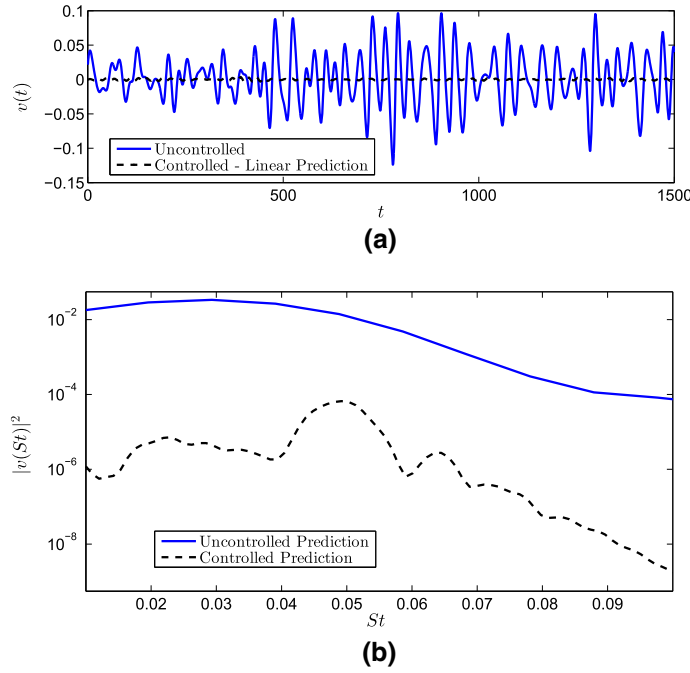 0.1
0.05
0
−0.05
−0.1
−0.15
v(t)
Uncontrolled
Controlled - Linear Prediction
0 500 1000 1500
t
(a)
10⁻²
10⁻⁴
10⁻⁶
10⁻⁸
|v(St)|²
Uncontrolled Prediction
Controlled Prediction
0.02 0.03 0.04 0.05 0.06 0.07 0.08 0.09
St
(b)